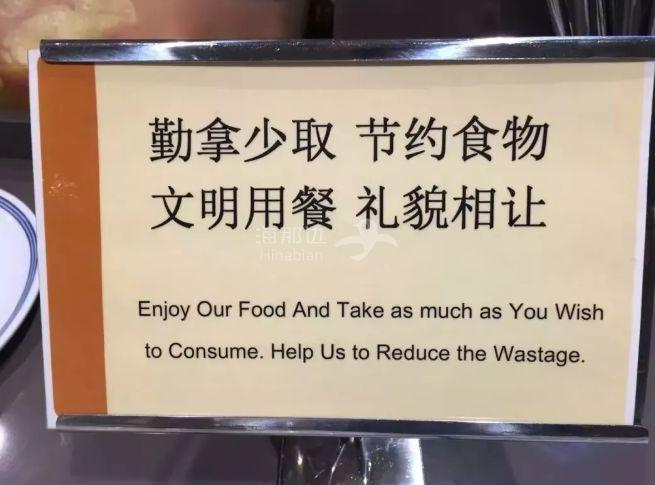 勤拿少取 节约食物
文明用餐 礼貌相让
海那边
Hinabian
Enjoy Our Food And Take as much as You Wish
to Consume. Help Us to Reduce the Wastage.